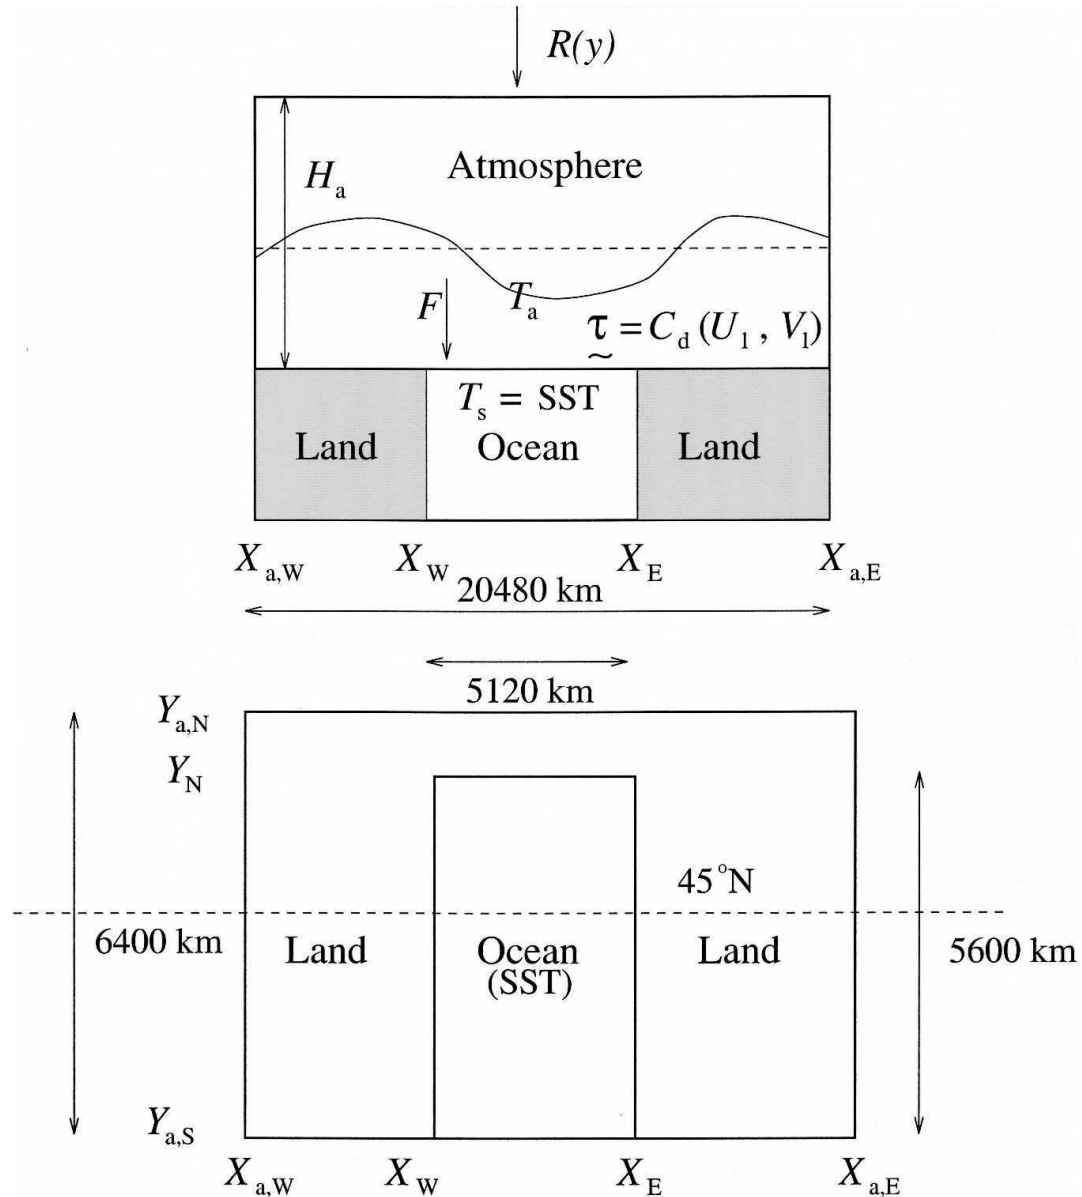 R(y)
H_a
Atmosphere
F
T_a
τ = C_d (U_1 , V_1)
~
T_s = SST
Land
Ocean
Land
X_a,W
X_W
X_E
X_a,E
20480 km
5120 km
Y_a,N
Y_N
45°N
6400 km
Land
Ocean
(SST)
Land
5600 km
Y_a,S
X_a,W
X_W
X_E
X_a,E